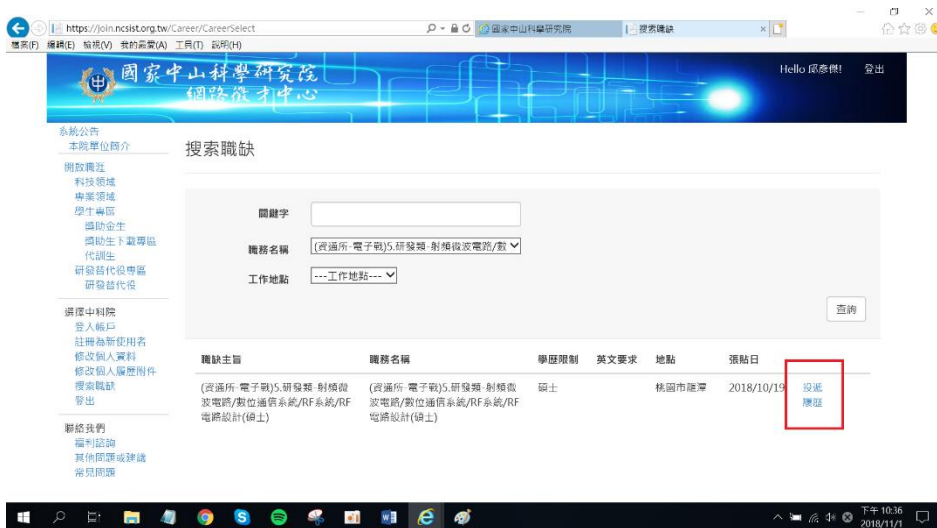 https://join.ncsist.org.tw/Career/CareerSelect
國家中山科學研究院
搜索職缺
檔案(F) 編輯(E) 檢視(V) 我的最愛(A) 工具(T) 說明(H)
國家中山科學研究院
網路徵才中心
Hello 邱彥傑! 登出
系統公告
本院單位簡介
開啟職涯
科技領域
專業領域
學生專區
獎助金生
獎助生下載專區
代訓生
研發替代役專區
研發替代役
選擇中科院
登入帳戶
註冊為新使用者
修改個人資料
修改個人履歷附件
搜索職缺
登出
聯絡我們
福利諮詢
其他問題或建議
常見問題
搜索職缺
關鍵字
職務名稱 (資通所-電子戰)5.研發類-射頻微波電路/數
工作地點 ---工作地點---
查詢
職缺主旨 職務名稱 學歷限制 英文要求 地點 張貼日
(資通所-電子戰)5.研發類-射頻微 (資通所-電子戰)5.研發類-射頻微 碩士 桃園市龍潭 2018/10/19 投遞
波電路/數位通信系統/RF系統/RF 波電路/數位通信系統/RF系統/RF 履歷
電路設計(碩士) 電路設計(碩士)
下午 10:36
2018/11/1